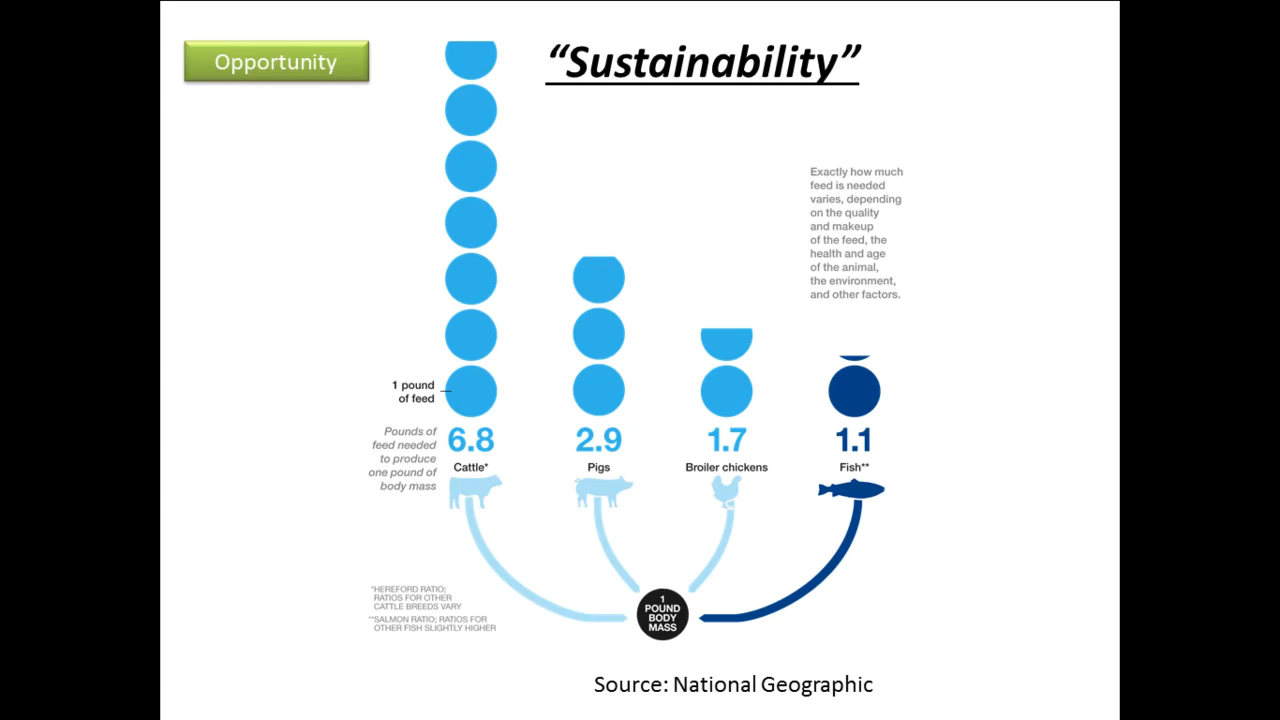 Opportunity
“Sustainability”
Exactly how much
feed is needed
varies, depending
on the quality
and makeup
of the feed, the
health and age
of the animal,
the environment,
and other factors.
1 pound
of feed
Pounds of
feed needed
to produce
one pound of
body mass
6.8
Cattle*
2.9
Pigs
1.7
Broiler chickens
1.1
Fish**
*HEREFORD RATIO;
RATIOS FOR OTHER
CATTLE BREEDS VARY
**SALMON RATIO; RATIOS FOR
OTHER FISH SLIGHTLY HIGHER
1
POUND
BODY
MASS
Source: National Geographic